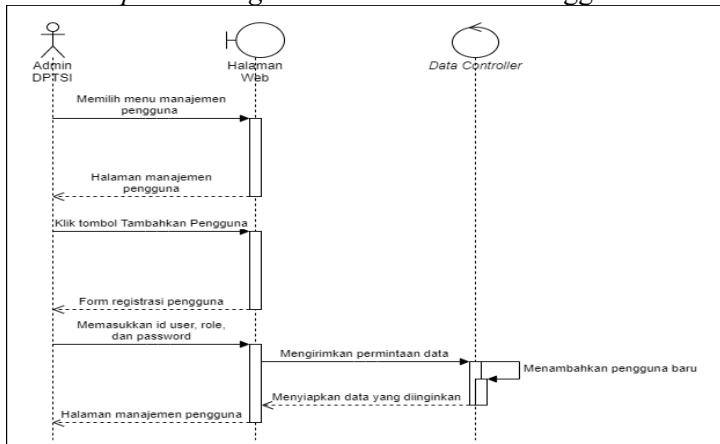 Admin
DPTSI
Halaman
Web
Data Controller
Memilih menu manajemen
pengguna
Halaman manajemen
pengguna
Klik tombol Tambahkan Pengguna
Form registrasi pengguna
Memasukkan id user, role,
dan password
Mengirimkan permintaan data
Menambahkan pengguna baru
Menyiapkan data yang diinginkan
Halaman manajemen pengguna